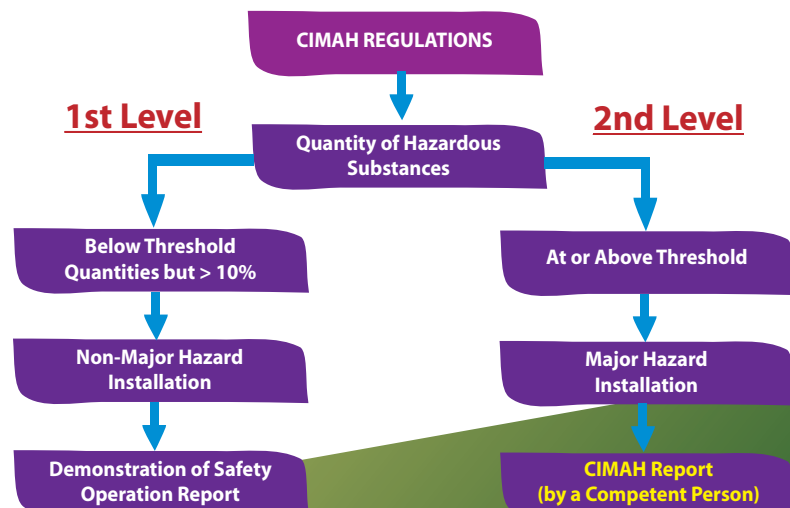 CIMAH REGULATIONS
1st Level
2nd Level
Quantity of Hazardous
Substances
Below Threshold
Quantities but > 10%
At or Above Threshold
Non-Major Hazard
Installation
Major Hazard
Installation
Demonstration of Safety
Operation Report
CIMAH Report
(by a Competent Person)